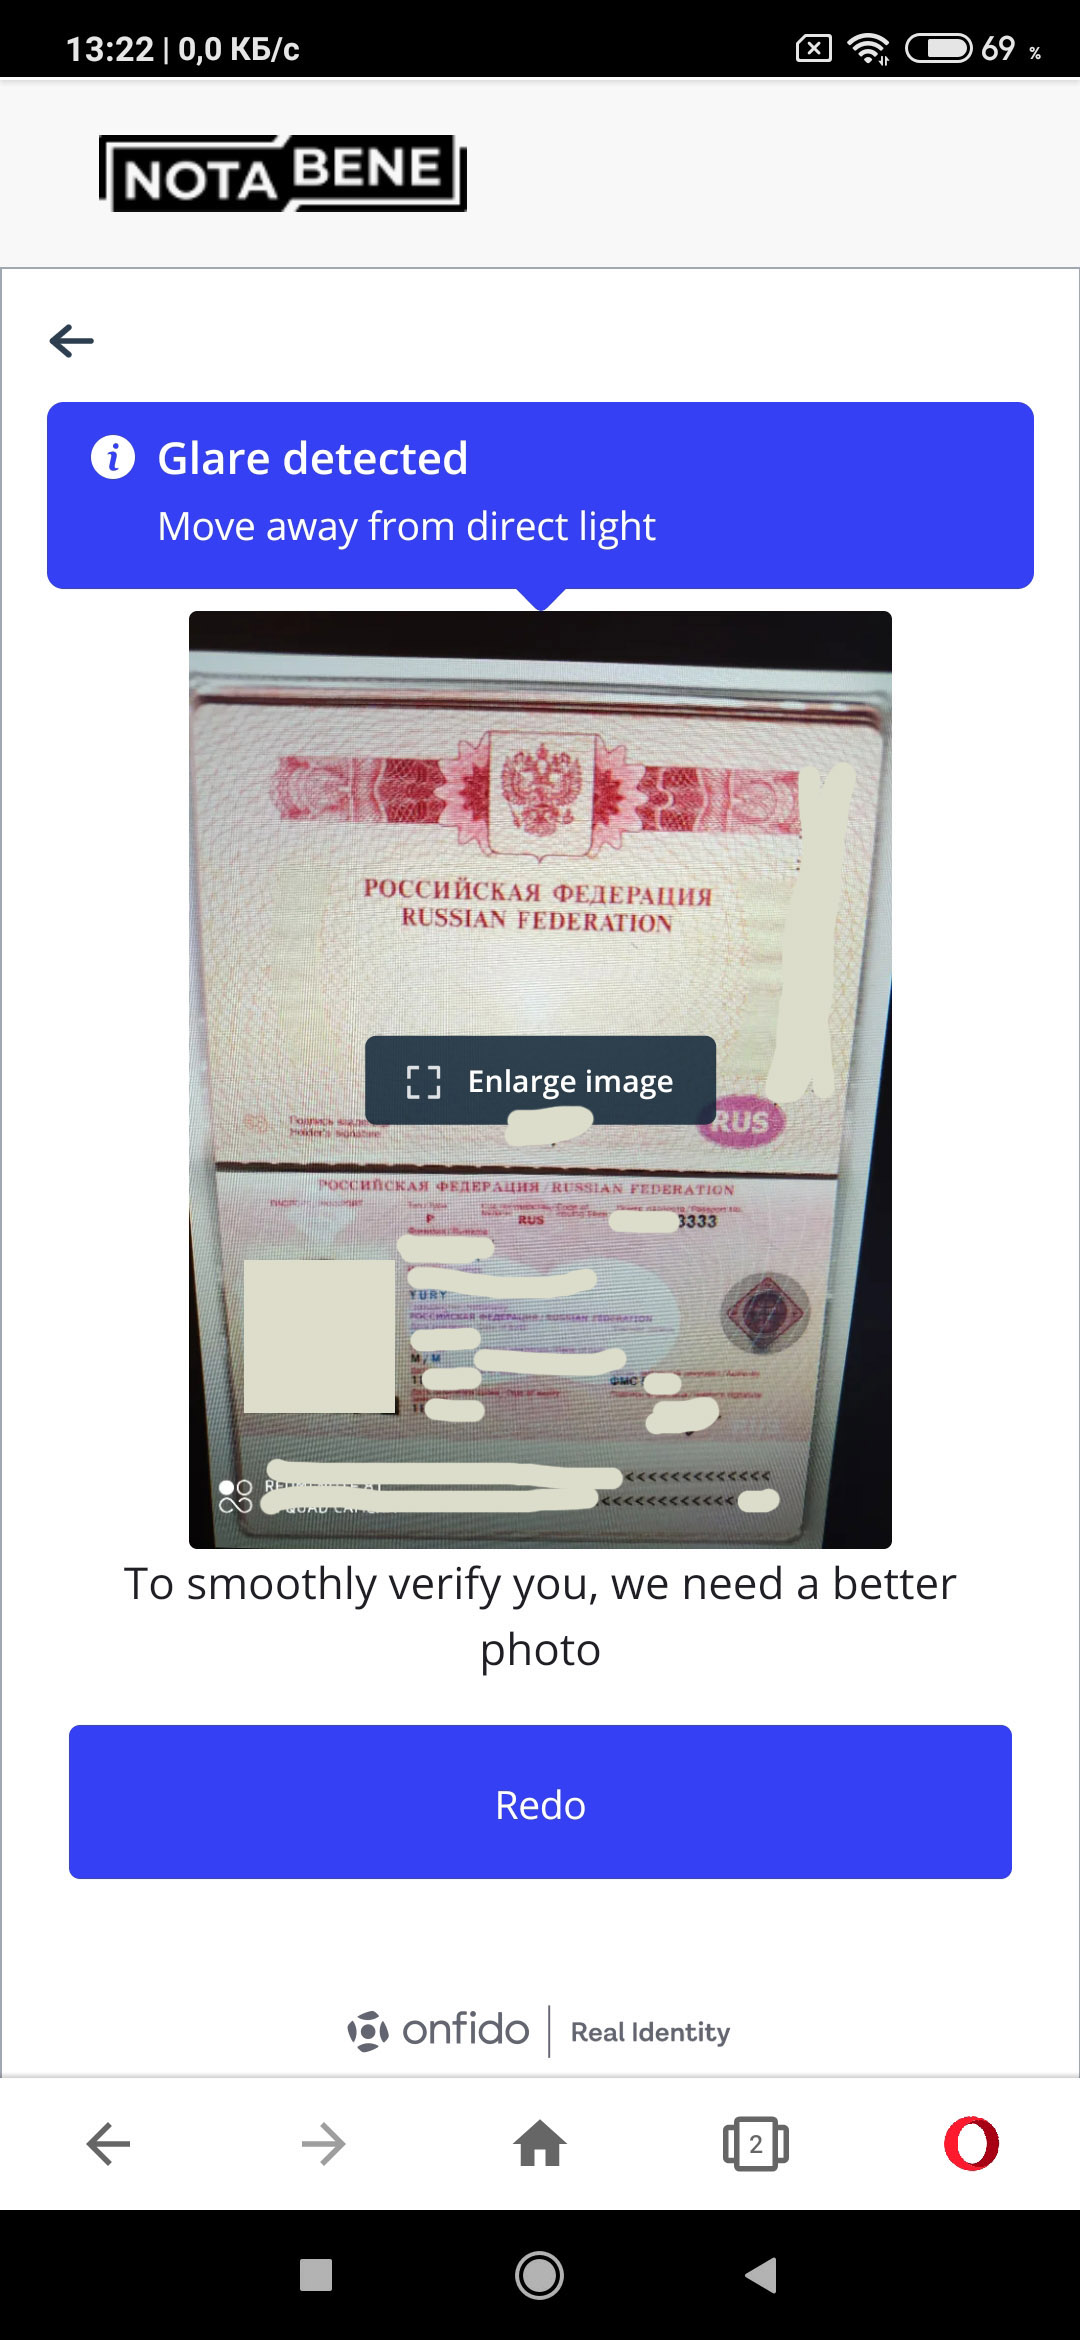 13:22 | 0,0 КБ/с
69 %
NOTA BENE
Glare detected
Move away from direct light
РОССИЙСКАЯ ФЕДЕРАЦИЯ
RUSSIAN FEDERATION
Enlarge image
Holder's signature
RUS
РОССИЙСКАЯ ФЕДЕРАЦИЯ / RUSSIAN FEDERATION
P RUS 3333
YURY
РОССИЙСКАЯ ФЕДЕРАЦИЯ / RUSSIAN FEDERATION
М / M
ФМС
<<<<<<<<<<<<<<
<<<<<<<<<<<<<
To smoothly verify you, we need a better
photo
Redo
onfido | Real Identity
2